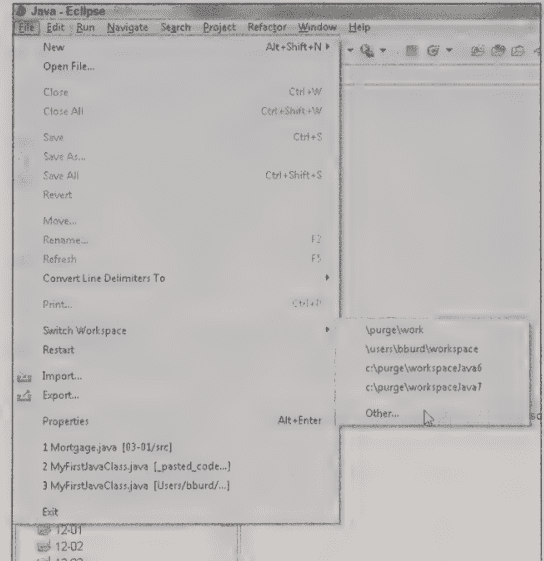 Java - Eclipse
File Edit Run Navigate Search Project Refactor Window Help
New Alt+Shift+N
Open File...
Close Ctrl+W
Close All Ctrl+Shift+W
Save Ctrl+S
Save As...
Save All Ctrl+Shift+S
Revert
Move...
Rename... F2
Refresh F5
Convert Line Delimiters To
Print... Ctrl+P
Switch Workspace
Restart
Import...
Export...
Properties Alt+Enter
1 Mortgage.java [03-01/src]
2 MyFirstJavaClass.java [_pasted_code...]
3 MyFirstJavaClass.java [Users/bburd/...]
Exit
\purge\work
\users\bburd\workspace
c:\purge\workspaceJava6
c:\purge\workspaceJava7
Other...
12-01
12-02